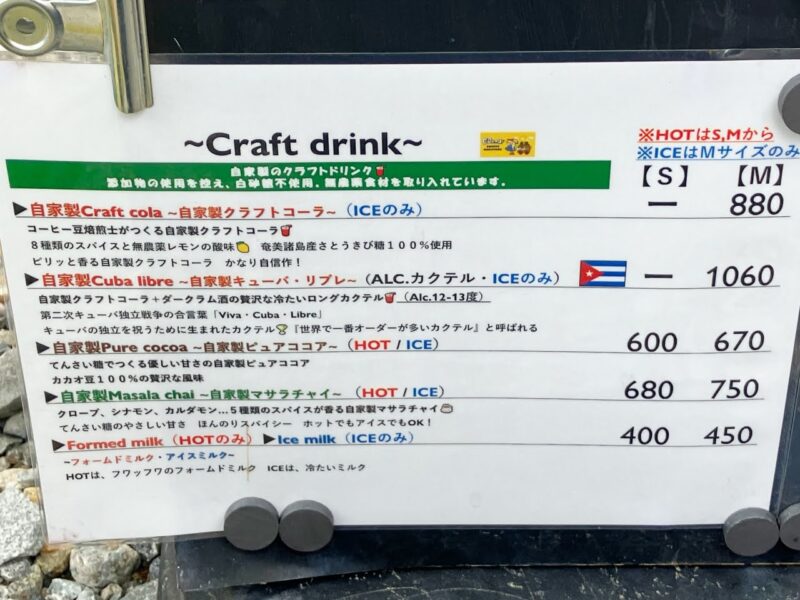 ~Craft drink~
※HOTはS,Mから
※ICEはMサイズのみ
自家製のクラフトドリンク🥤
添加物の使用を控え、白砂糖不使用。無農薬食材を取り入れています。
【S】 【M】
▶自家製Craft cola ~自家製クラフトコーラ~ （ICEのみ） ー 880
コーヒー豆焙煎士がつくる自家製クラフトコーラ🥤
8種類のスパイスと無農薬レモンの酸味🍋 奄美諸島産さとうきび糖100%使用
ピリッと香る自家製クラフトコーラ かなり自信作！
▶自家製Cuba libre ~自家製キューバ・リブレ~（ALC.カクテル・ICEのみ） 🇨🇺 ー 1060
自家製クラフトコーラ＋ダークラム酒の贅沢な冷たいロングカクテル🥤（Alc.12-13度）
第二次キューバ独立戦争の合言葉「Viva・Cuba・Libre」
キューバの独立を祝うために生まれたカクテル🏆『世界で一番オーダーが多いカクテル』と呼ばれる
▶自家製Pure cocoa ~自家製ピュアココア~ （HOT / ICE） 600 670
てんさい糖でつくる優しい甘さの自家製ピュアココア
カカオ豆100%の贅沢な風味
▶自家製Masala chai ~自家製マサラチャイ~ （HOT / ICE） 680 750
クローブ、シナモン、カルダモン…5種類のスパイスが香る自家製マサラチャイ☕
てんさい糖のやさしい甘さ ほんのりスパイシー ホットでもアイスでもOK！
▶Formed milk（HOTのみ） ▶Ice milk（ICEのみ） 400 450
~フォームドミルク・アイスミルク~
HOTは、フワッフワのフォームドミルク ICEは、冷たいミルク